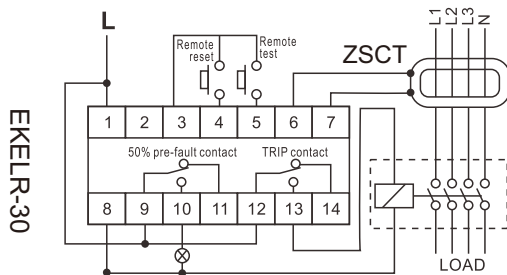 L
L1 L2 L3 N
Remote reset
Remote test
ZSCT
EKELR-30
1 2 3 4 5 6 7
50% pre-fault contact
TRIP contact
8 9 10 11 12 13 14
LOAD